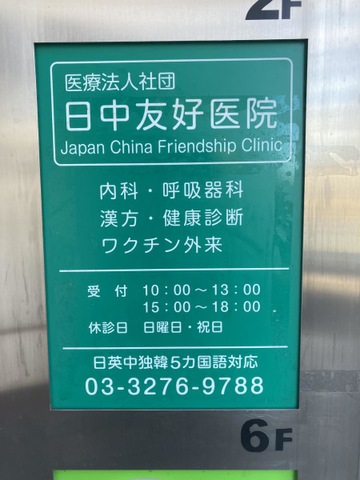 2F
医療法人社団
日中友好医院
Japan China Friendship Clinic
内科・呼吸器科
漢方・健康診断
ワクチン外来
受　付　10：00～13：00
15：00～18：00
休診日　日曜日・祝日
日英中独韓5カ国語対応
03-3276-9788
6F